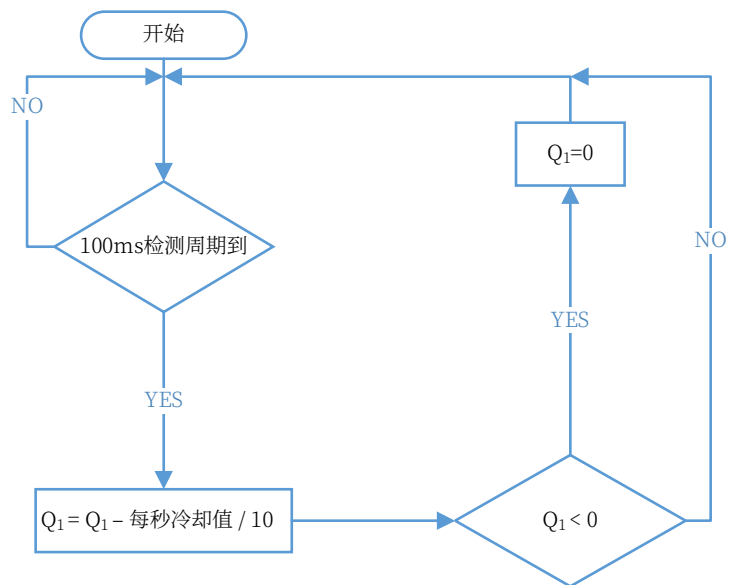 开始
NO
Q₁=0
100ms检测周期到
NO
YES
YES
Q₁= Q₁– 每秒冷却值 / 10
Q₁< 0